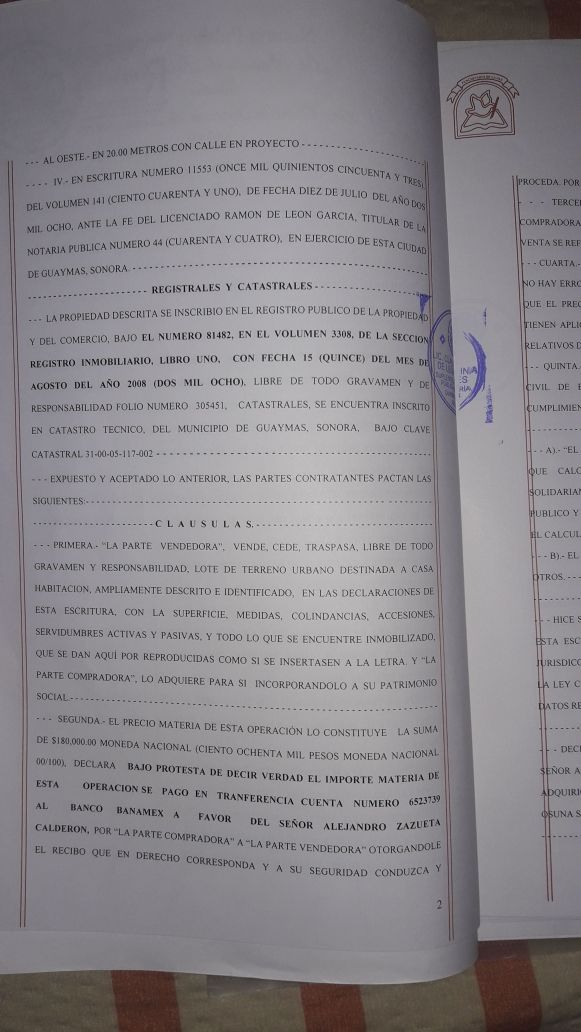 - - - AL OESTE.- EN 20.00 METROS CON CALLE EN PROYECTO - - - - - - - - - - - - - - - - - - - -
- - - - IV.- EN ESCRITURA NUMERO 11553 (ONCE MIL QUINIENTOS CINCUENTA Y TRES),
DEL VOLUMEN 141 (CIENTO CUARENTA Y UNO), DE FECHA DIEZ DE JULIO DEL AÑO DOS
MIL OCHO, ANTE LA FE DEL LICENCIADO RAMON DE LEON GARCIA, TITULAR DE LA
NOTARIA PUBLICA NUMERO 44 (CUARENTA Y CUATRO), EN EJERCICIO DE ESTA CIUDAD
DE GUAYMAS, SONORA. - - - - - - - - - - - - - - - - - - - - - - - - - - - - - - - - - - - - - - - - - - - - - - -
- - - - - - - - - - - - - - - - - - - REGISTRALES Y CATASTRALES - - - - - - - - - - - - - - - - - -
- - - LA PROPIEDAD DESCRITA SE INSCRIBIO EN EL REGISTRO PUBLICO DE LA PROPIEDAD
Y DEL COMERCIO, BAJO EL NUMERO 81482, EN EL VOLUMEN 3308, DE LA SECCION
REGISTRO INMOBILIARIO, LIBRO UNO, CON FECHA 15 (QUINCE) DEL MES DE
AGOSTO DEL AÑO 2008 (DOS MIL OCHO), LIBRE DE TODO GRAVAMEN Y DE
RESPONSABILIDAD FOLIO NUMERO 305451, CATASTRALES, SE ENCUENTRA INSCRITO
EN CATASTRO TECNICO, DEL MUNICIPIO DE GUAYMAS, SONORA, BAJO CLAVE
CATASTRAL 31-00-05-117-002 - - - - - - - - - - - - - - - - - - - - - - - - - - - - - - - - - - - - - - - - - -
- - - EXPUESTO Y ACEPTADO LO ANTERIOR, LAS PARTES CONTRATANTES PACTAN LAS
SIGUIENTES:- - - - - - - - - - - - - - - - - - - - - - - - - - - - - - - - - - - - - - - - - - - - - - - - - - - - -
- - - - - - - - - - - - - - - - - - - C L A U S U L A S. - - - - - - - - - - - - - - - - - - - - - - - - - -
- - - PRIMERA.- “LA PARTE VENDEDORA”, VENDE, CEDE, TRASPASA, LIBRE DE TODO
GRAVAMEN Y RESPONSABILIDAD, LOTE DE TERRENO URBANO DESTINADA A CASA
HABITACION, AMPLIAMENTE DESCRITO E IDENTIFICADO, EN LAS DECLARACIONES DE
ESTA ESCRITURA, CON LA SUPERFICIE, MEDIDAS, COLINDANCIAS, ACCESIONES,
SERVIDUMBRES ACTIVAS Y PASIVAS, Y TODO LO QUE SE ENCUENTRE INMOBILIZADO,
QUE SE DAN AQUÍ POR REPRODUCIDAS COMO SI SE INSERTASEN A LA LETRA. Y “LA
PARTE COMPRADORA”, LO ADQUIERE PARA SI INCORPORANDOLO A SU PATRIMONIO
SOCIAL.- - - - - - - - - - - - - - - - - - - - - - - - - - - - - - - - - - - - - - - - - - - - - - - - - - - - - - -
- - - SEGUNDA.- EL PRECIO MATERIA DE ESTA OPERACIÓN LO CONSTITUYE LA SUMA
DE $180,000.00 MONEDA NACIONAL (CIENTO OCHENTA MIL PESOS MONEDA NACIONAL
00/100), DECLARA BAJO PROTESTA DE DECIR VERDAD EL IMPORTE MATERIA DE
ESTA OPERACION SE PAGO EN TRANFERENCIA CUENTA NUMERO 6523739
AL BANCO BANAMEX A FAVOR DEL SEÑOR ALEJANDRO ZAZUETA
CALDERON, POR “LA PARTE COMPRADORA” A “LA PARTE VENDEDORA” OTORGANDOLE
EL RECIBO QUE EN DERECHO CORRESPONDA Y A SU SEGURIDAD CONDUZCA Y
2
PROCEDA. POR
- - - TERCE
COMPRADORA
VENTA SE REF
- - - CUARTA.-
NO HAY ERRO
QUE EL PREC
TIENEN APLIC
RELATIVOS D
- - - QUINTA.-
CIVIL DE E
CUMPLIMIEN
- - - A).- “EL
QUE CALC
SOLIDARIAM
PUBLICO Y
EL CALCUL
- - - B).- EL
OTROS. - - - -
- - - - - - - - - -
- - - HICE S
ESTA ESC
JURISDICC
LA LEY C
DATOS RE
- - - - - - - - - -
- - - DECI
SEÑOR A
ADQUIRI
OSUNA S
- - - - - - - - -